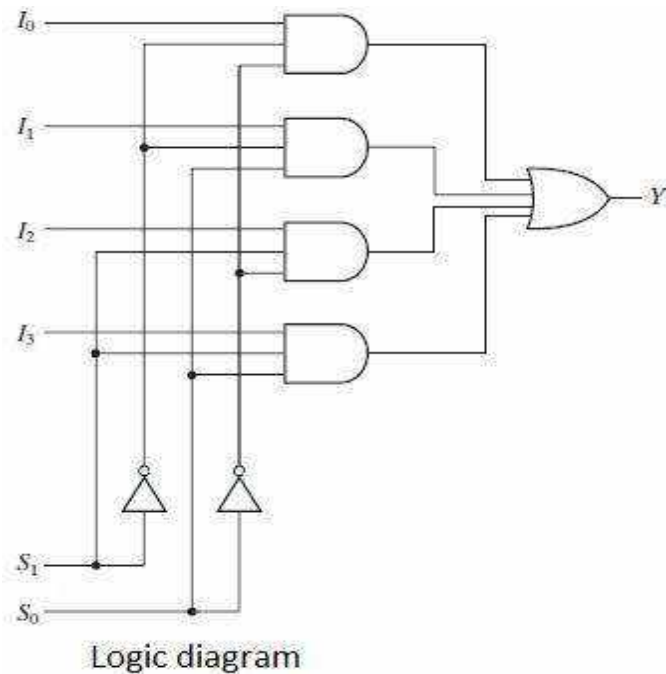 I₀
I₁
Y
I₂
I₃
S₁
S₀
Logic diagram